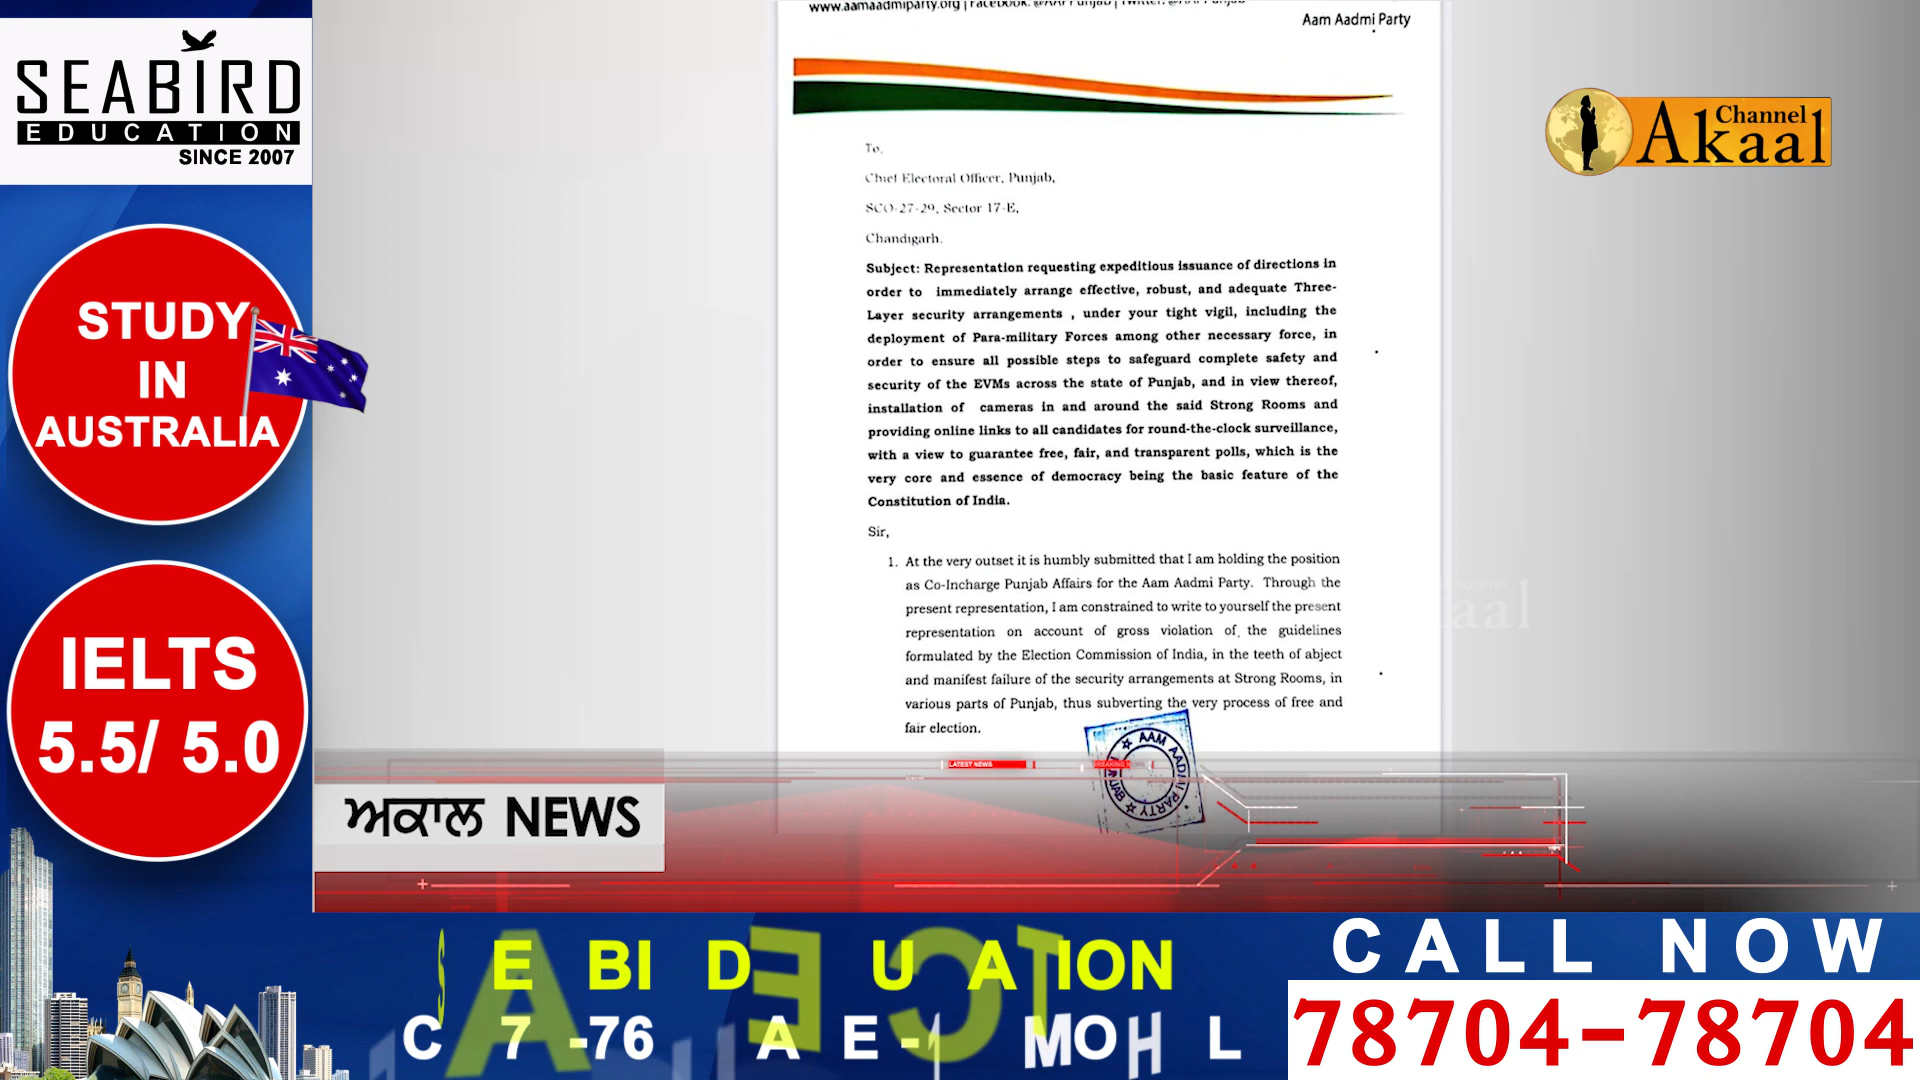 SEABIRD
EDUCATION
SINCE 2007
STUDY
IN
AUSTRALIA
IELTS
5.5/ 5.0
www.aamaadmiparty.org | Facebook: @AAPPunjab | Twitter: @AAPPunjab
Aam Aadmi Party
Channel
Akaal
To,
Chief Electoral Officer, Punjab,
SCO-27-29, Sector 17-E,
Chandigarh.
Subject: Representation requesting expeditious issuance of directions in
order to immediately arrange effective, robust, and adequate Three-
Layer security arrangements , under your tight vigil, including the
deployment of Para-military Forces among other necessary force, in
order to ensure all possible steps to safeguard complete safety and
security of the EVMs across the state of Punjab, and in view thereof,
installation of cameras in and around the said Strong Rooms and
providing online links to all candidates for round-the-clock surveillance,
with a view to guarantee free, fair, and transparent polls, which is the
very core and essence of democracy being the basic feature of the
Constitution of India.
Sir,
1. At the very outset it is humbly submitted that I am holding the position
as Co-Incharge Punjab Affairs for the Aam Aadmi Party. Through the
present representation, I am constrained to write to yourself the present
representation on account of gross violation of the guidelines
formulated by the Election Commission of India, in the teeth of abject
and manifest failure of the security arrangements at Strong Rooms, in
various parts of Punjab, thus subverting the very process of free and
fair election.
AAM AADMI PARTY
PUNJAB
LATEST NEWS
ਅਕਾਲ NEWS
CALL NOW
78704-78704